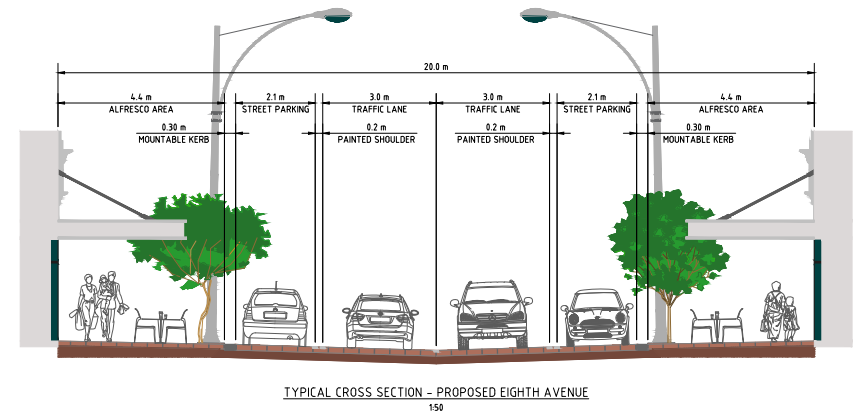 20.0 m
4.4 m 2.1 m 3.0 m 3.0 m 2.1 m 4.4 m
ALFRESCO AREA STREET PARKING TRAFFIC LANE TRAFFIC LANE STREET PARKING ALFRESCO AREA
0.30 m 0.2 m 0.2 m 0.30 m
MOUNTABLE KERB PAINTED SHOULDER PAINTED SHOULDER MOUNTABLE KERB
TYPICAL CROSS SECTION - PROPOSED EIGHTH AVENUE
1:50